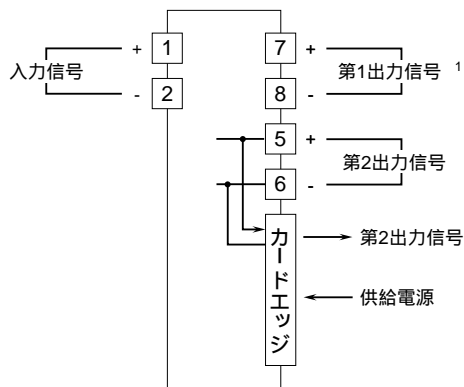 入力信号
+ 1
- 2
7 +
8 -
第1出力信号 1
5 +
6 -
第2出力信号
カードエッジ
第2出力信号
供給電源